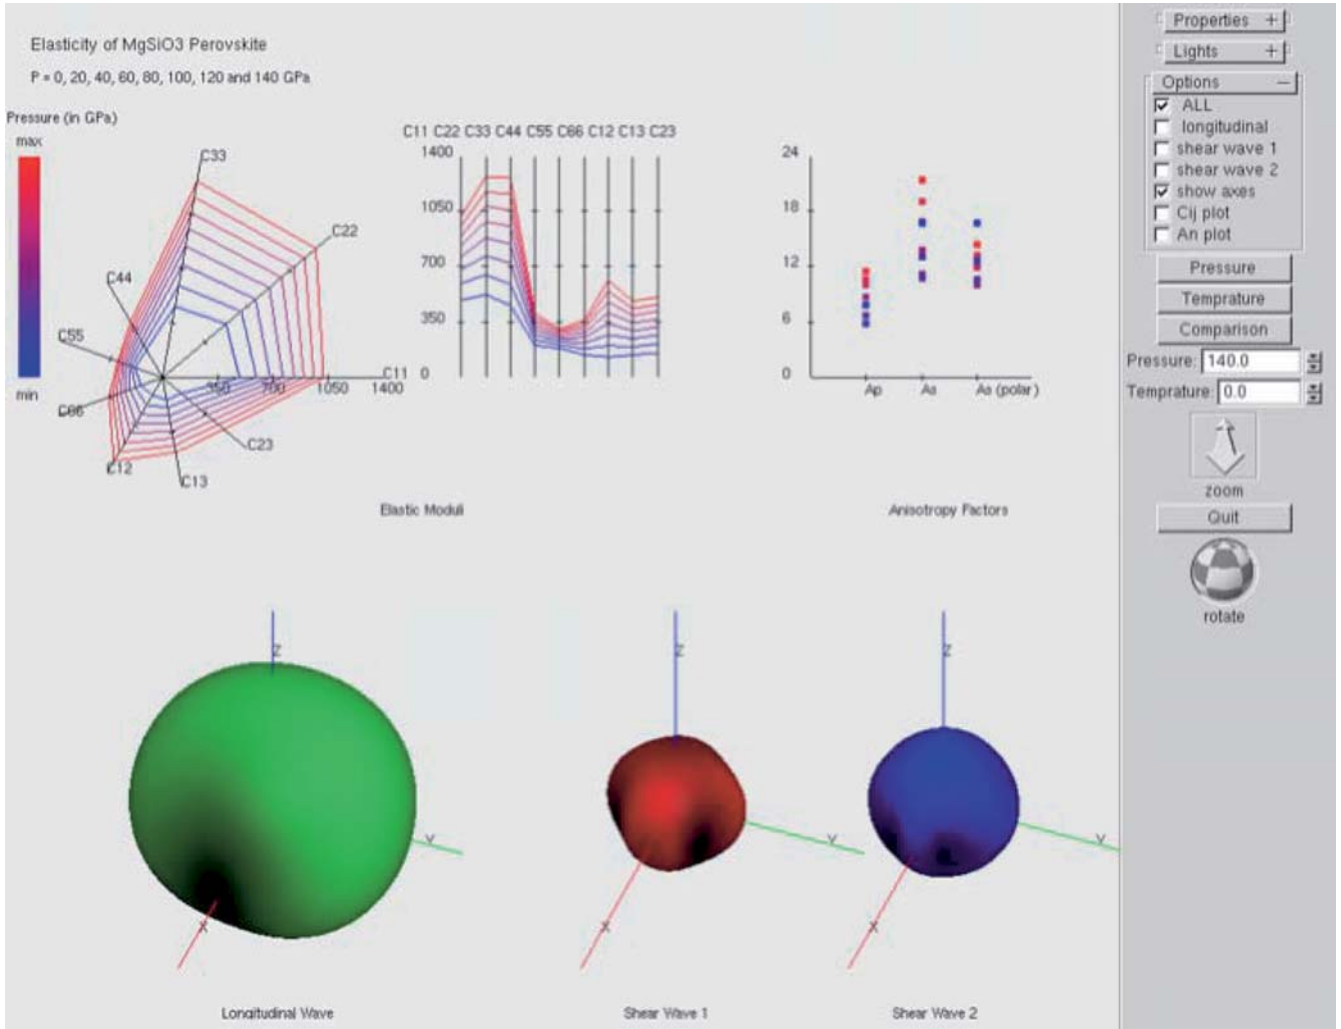 Elasticity of MgSiO3 Perovskite
P = 0, 20, 40, 60, 80, 100, 120 and 140 GPa
Pressure (in GPa)
max
min
C33
C22
C44
C55
C11
350 700 1050 1400
C66
C23
C12
C13
C11 C22 C33 C44 C55 C66 C12 C13 C23
1400
1050
700
350
0
Elastic Moduli
24
18
12
6
0
Ap As As (polar)
Anisotropy Factors
Z
Y
X
Longitudinal Wave
Z
Y
X
Shear Wave 1
Z
Y
X
Shear Wave 2
Properties +
Lights +
Options −
ALL
longitudinal
shear wave 1
shear wave 2
show axes
Cij plot
An plot
Pressure
Temprature
Comparison
Pressure: 140.0
Temprature: 0.0
zoom
Quit
rotate